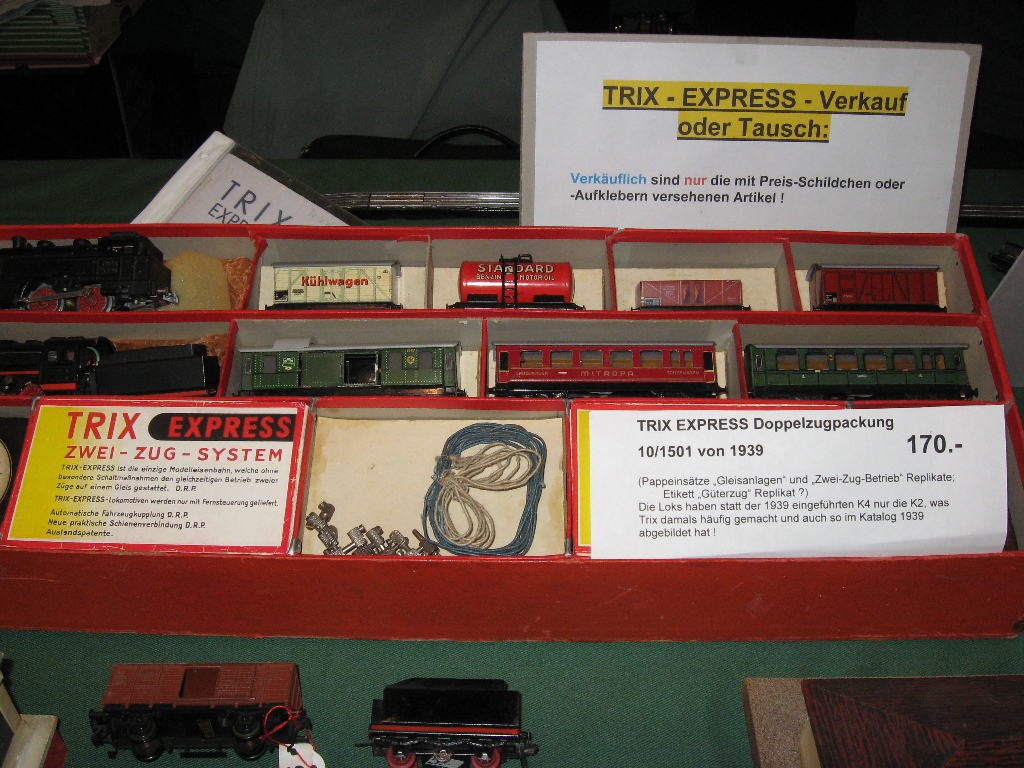 TRIX - EXPRESS - Verkauf
oder Tausch:
Verkäuflich sind nur die mit Preis-Schildchen oder
-Aufklebern versehenen Artikel !
TRIX
EXPRESS
Kühlwagen
STANDARD
BENZIN MOTOROIL
MITROPA
TRIX EXPRESS
ZWEI-ZUG-SYSTEM
TRIX-EXPRESS ist die einzige Modelleisenbahn, welche ohne
besondere Schaltmaßnahmen den gleichzeitigen Betrieb zweier
Züge auf einem Gleis gestattet. D.R.P.
TRIX-EXPRESS-Lokomotiven werden nur mit Fernsteuerung geliefert.
Automatische Fahrzeugkupplung D.R.P.
Neue praktische Schienenverbindung D.R.P.
Auslandspatente.
TRIX EXPRESS Doppelzugpackung
10/1501 von 1939
170.-
(Pappeinsätze „Gleisanlagen" und „Zwei-Zug-Betrieb" Replikate;
Etikett „Güterzug" Replikat ?)
Die Loks haben statt der 1939 eingeführten K4 nur die K2, was
Trix damals häufig gemacht und auch so im Katalog 1939
abgebildet hat !